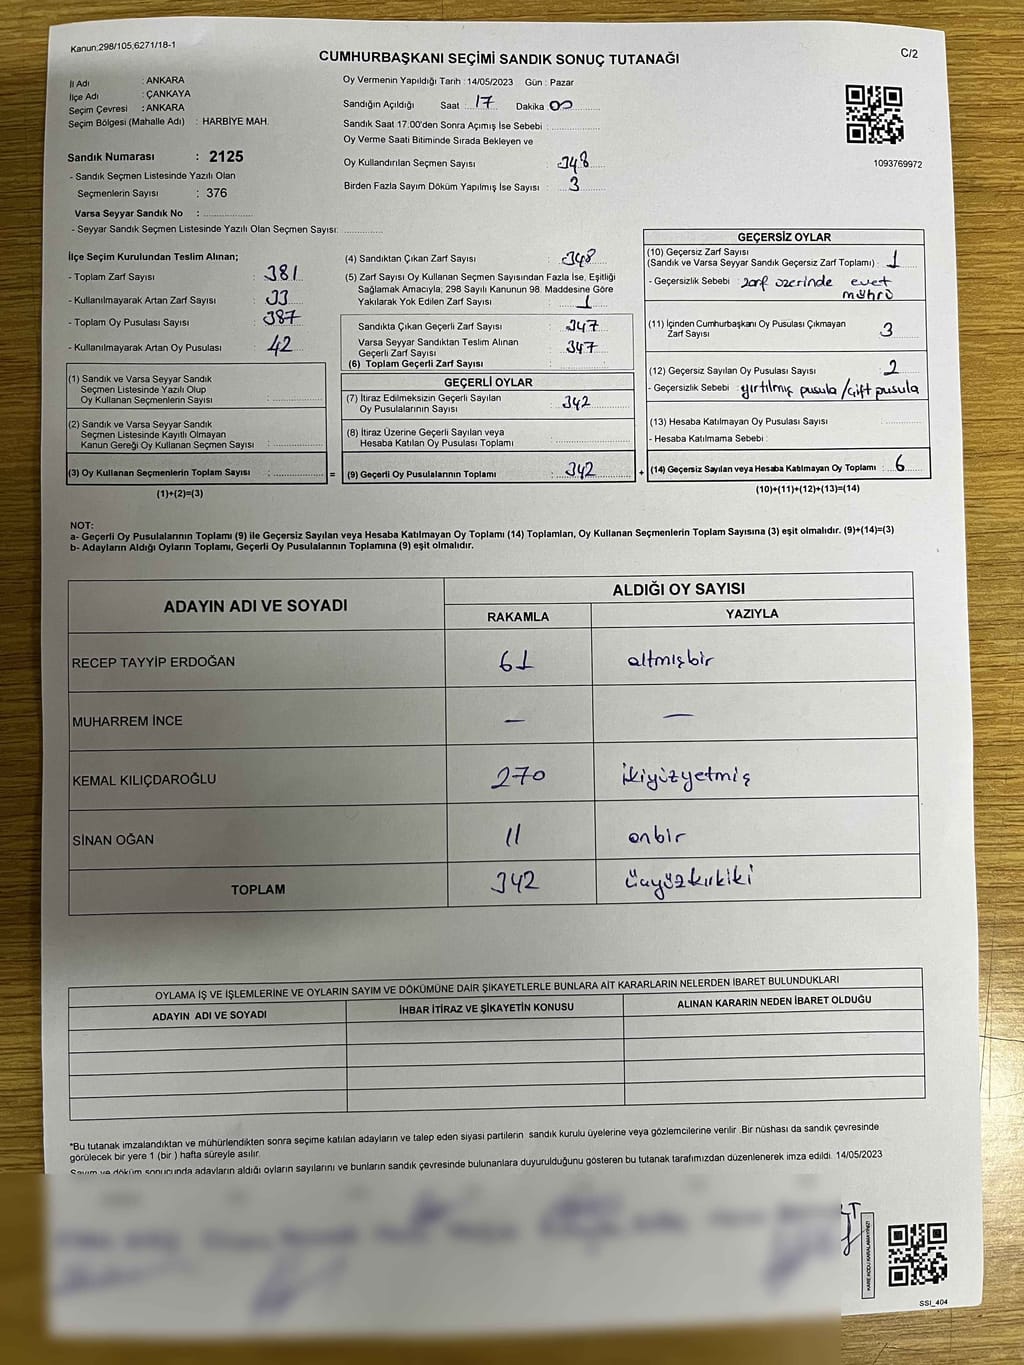 Kanun:298/105,6271/18-1
CUMHURBAŞKANI SEÇİMİ SANDIK SONUÇ TUTANAĞI
C/2
İl Adı : ANKARA
İlçe Adı : ÇANKAYA
Seçim Çevresi : ANKARA
Seçim Bölgesi (Mahalle Adı) : HARBİYE MAH.
Sandık Numarası : 2125
- Sandık Seçmen Listesinde Yazılı Olan
Seçmenlerin Sayısı : 376
Varsa Seyyar Sandık No :
- Seyyar Sandık Seçmen Listesinde Yazılı Olan Seçmen Sayısı:
Oy Vermenin Yapıldığı Tarih : 14/05/2023 Gün : Pazar
Sandığın Açıldığı Saat : 17 Dakika 00
Sandık Saat 17.00'den Sonra Açımış İse Sebebi :
Oy Verme Saati Bitiminde Sırada Bekleyen ve
Oy Kullandırılan Seçmen Sayısı : 348
Birden Fazla Sayım Döküm Yapılmış İse Sayısı : 3
1093769972
İlçe Seçim Kurulundan Teslim Alınan;
- Toplam Zarf Sayısı : 381
- Kullanılmayarak Artan Zarf Sayısı : 33
- Toplam Oy Pusulası Sayısı : 387
- Kullanılmayarak Artan Oy Pusulası : 42
(1) Sandık ve Varsa Seyyar Sandık
Seçmen Listesinde Yazılı Olup
Oy Kullanan Seçmenlerin Sayısı :
(2) Sandık ve Varsa Seyyar Sandık
Seçmen Listesinde Kayıtlı Olmayan
Kanun Gereği Oy Kullanan Seçmen Sayısı :
(3) Oy Kullanan Seçmenlerin Toplam Sayısı :
(1)+(2)=(3)
=
(4) Sandıktan Çıkan Zarf Sayısı : 348
(5) Zarf Sayısı Oy Kullanan Seçmen Sayısından Fazla İse, Eşitliği
Sağlamak Amacıyla; 298 Sayılı Kanunun 98. Maddesine Göre
Yakılarak Yok Edilen Zarf Sayısı : 1
Sandıkta Çıkan Geçerli Zarf Sayısı : 347
Varsa Seyyar Sandıktan Teslim Alınan : 347
Geçerli Zarf Sayısı
(6) Toplam Geçerli Zarf Sayısı :
GEÇERLİ OYLAR
(7) İtiraz Edilmeksizin Geçerli Sayılan
Oy Pusulalarının Sayısı : 342
(8) İtiraz Üzerine Geçerli Sayılan veya
Hesaba Katılan Oy Pusulası Toplamı :
(9) Geçerli Oy Pusulalarının Toplamı : 342
+
GEÇERSİZ OYLAR
(10) Geçersiz Zarf Sayısı
(Sandık ve Varsa Seyyar Sandık Geçersiz Zarf Toplamı) : 1
- Geçersizlik Sebebi : zarf üzerinde evet
mührü
(11) İçinden Cumhurbaşkanı Oy Pusulası Çıkmayan
Zarf Sayısı 3
(12) Geçersiz Sayılan Oy Pusulası Sayısı : 2
- Geçersizlik Sebebi : yırtılmış pusula / çift pusula
(13) Hesaba Katılmayan Oy Pusulası Sayısı :
- Hesaba Katılmama Sebebi :
(14) Geçersiz Sayılan veya Hesaba Katılmayan Oy Toplamı : 6
(10)+(11)+(12)+(13)=(14)
NOT:
a- Geçerli Oy Pusulalarının Toplamı (9) ile Geçersiz Sayılan veya Hesaba Katılmayan Oy Toplamı (14) Toplamları, Oy Kullanan Seçmenlerin Toplam Sayısına (3) eşit olmalıdır. (9)+(14)=(3)
b- Adayların Aldığı Oyların Toplamı, Geçerli Oy Pusulalarının Toplamına (9) eşit olmalıdır.
ADAYIN ADI VE SOYADI
ALDIĞI OY SAYISI
RAKAMLA YAZIYLA
RECEP TAYYİP ERDOĞAN 61 altmışbir
MUHARREM İNCE — —
KEMAL KILIÇDAROĞLU 270 ikiyüzyetmiş
SİNAN OĞAN 11 onbir
TOPLAM 342 üçyüzkırkiki
OYLAMA İŞ VE İŞLEMLERİNE VE OYLARIN SAYIM VE DÖKÜMÜNE DAİR ŞİKAYETLERLE BUNLARA AİT KARARLARIN NELERDEN İBARET BULUNDUKLARI
ADAYIN ADI VE SOYADI İHBAR İTİRAZ VE ŞİKAYETİN KONUSU ALINAN KARARIN NEDEN İBARET OLDUĞU
*Bu tutanak imzalandıktan ve mühürlendikten sonra seçime katılan adayların ve talep eden siyasi partilerin sandık kurulu üyelerine veya gözlemcilerine verilir .Bir nüshası da sandık çevresinde
görülecek bir yere 1 (bir ) hafta süreyle asılır.
Sayım ve döküm sonucunda adayların aldığı oyların sayılarını ve bunların sandık çevresinde bulunanlara duyurulduğunu gösteren bu tutanak tarafımızdan düzenlenerek imza edildi. 14/05/2023
KARE KODU KARALAMAYINIZ!
SSI_404